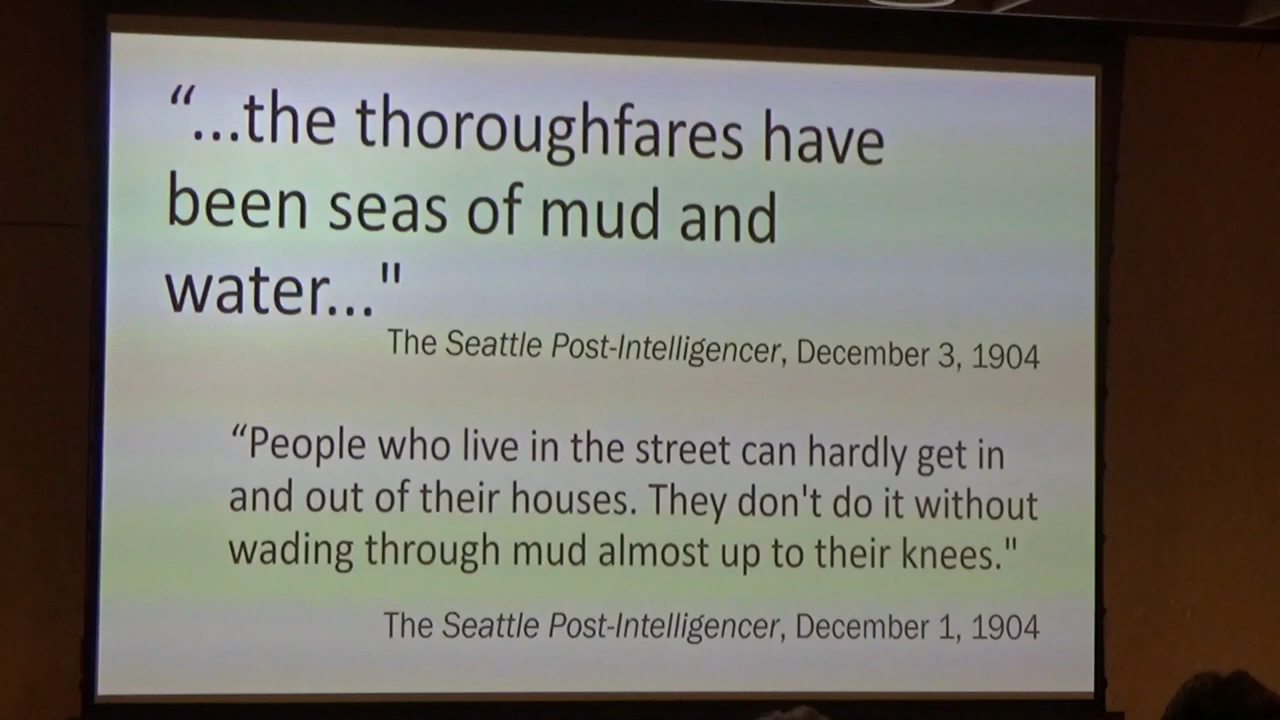 “...the thoroughfares have
been seas of mud and
water..."
The Seattle Post-Intelligencer, December 3, 1904
“People who live in the street can hardly get in
and out of their houses. They don't do it without
wading through mud almost up to their knees."
The Seattle Post-Intelligencer, December 1, 1904